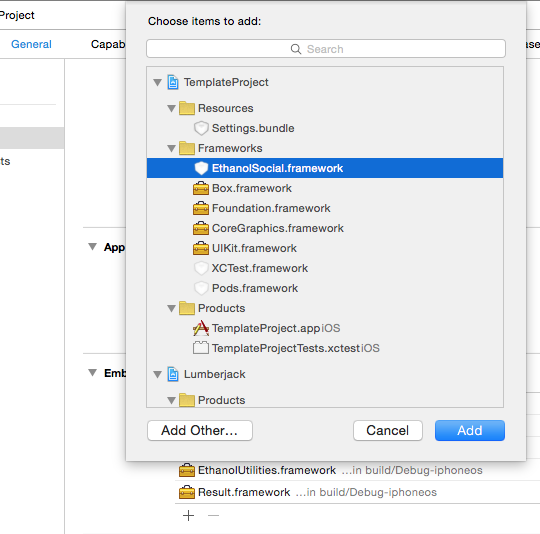 Project
Choose items to add:
General
Capab
ase
Search
TemplateProject
Resources
Settings.bundle
Frameworks
ts
EthanolSocial.framework
Box.framework
Foundation.framework
CoreGraphics.framework
App
UIKit.framework
XCTest.framework
Pods.framework
Products
TemplateProject.app iOS
TemplateProjectTests.xctest iOS
Emb
Lumberjack
Products
Add Other...
Cancel
Add
EthanolUtilities.framework ...in build/Debug-iphoneos
Result.framework ...in build/Debug-iphoneos